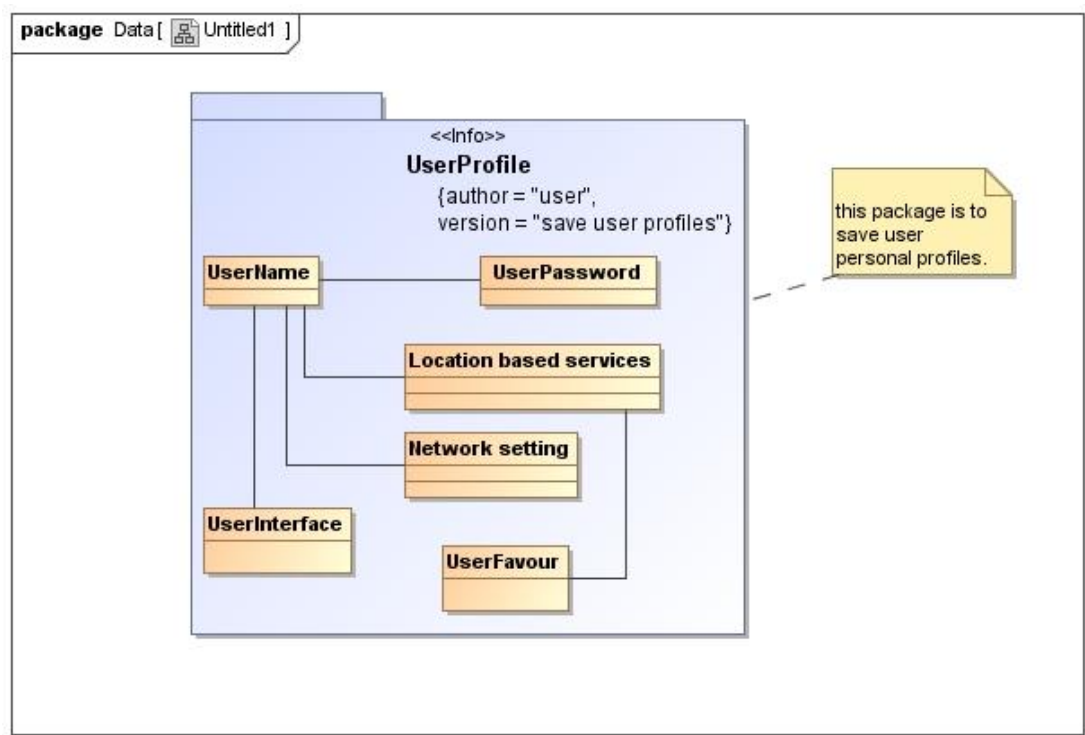 package Data[ Untitled1 ]
<<Info>>
UserProfile
{author = "user",
version = "save user profiles"}
this package is to
save user
personal profiles.
UserName
UserPassword
Location based services
Network setting
UserInterface
UserFavour